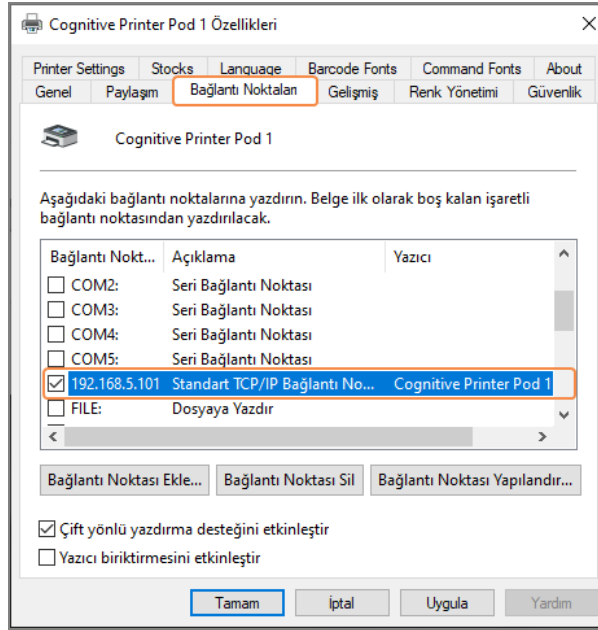 Cognitive Printer Pod 1 Özellikleri
Printer Settings Stocks Language Barcode Fonts Command Fonts About
Genel Paylaşım Bağlantı Noktaları Gelişmiş Renk Yönetimi Güvenlik
Cognitive Printer Pod 1
Aşağıdaki bağlantı noktalarına yazdırın. Belge ilk olarak boş kalan işaretli
bağlantı noktasından yazdırılacak.
Bağlantı Nokt... Açıklama Yazıcı
COM2: Seri Bağlantı Noktası
COM3: Seri Bağlantı Noktası
COM4: Seri Bağlantı Noktası
COM5: Seri Bağlantı Noktası
192.168.5.101 Standart TCP/IP Bağlantı No... Cognitive Printer Pod 1
FILE: Dosyaya Yazdır
Bağlantı Noktası Ekle... Bağlantı Noktası Sil Bağlantı Noktası Yapılandır...
Çift yönlü yazdırma desteğini etkinleştir
Yazıcı biriktirmesini etkinleştir
Tamam İptal Uygula Yardım